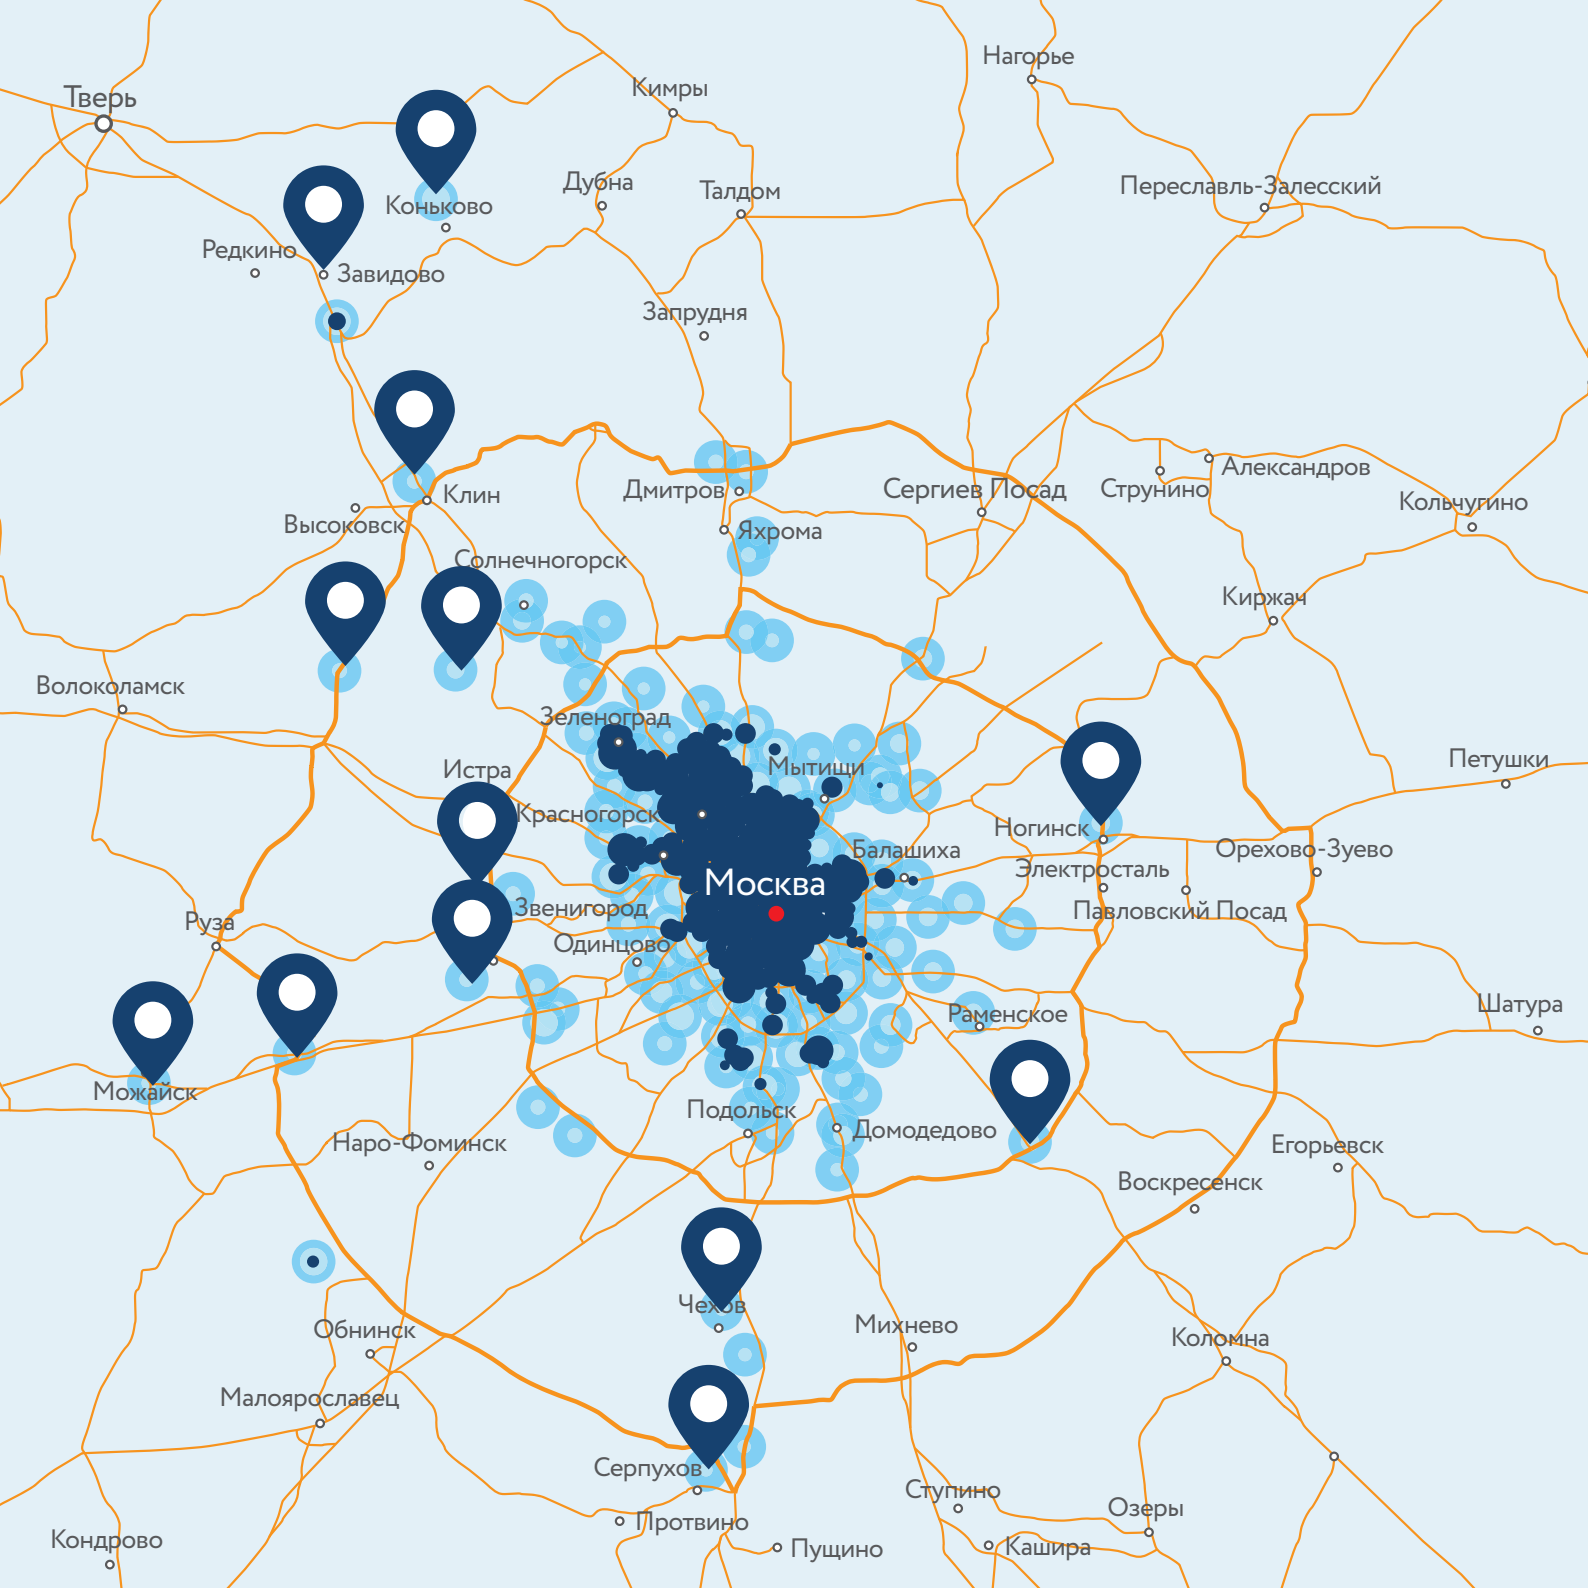 Нагорье
Кимры
Тверь
Дубна
Талдом
Переславль-Залесский
Коньково
Редкино
Завидово
Запрудня
Александров
Дмитров
Сергиев Посад
Струнино
Клин
Кольчугино
Высоковск
Яхрома
Солнечногорск
Киржач
Волоколамск
Зеленоград
Петушки
Мытищи
Истра
Красногорск
Ногинск
Балашиха
Орехово-Зуево
Электросталь
Москва
Звенигород
Павловский Посад
Руза
Одинцово
Шатура
Раменское
Можайск
Подольск
Домодедово
Наро-Фоминск
Егорьевск
Воскресенск
Чехов
Михнево
Обнинск
Коломна
Малоярославец
Серпухов
Ступино
Озеры
Протвино
Кондрово
Пущино
Кашира